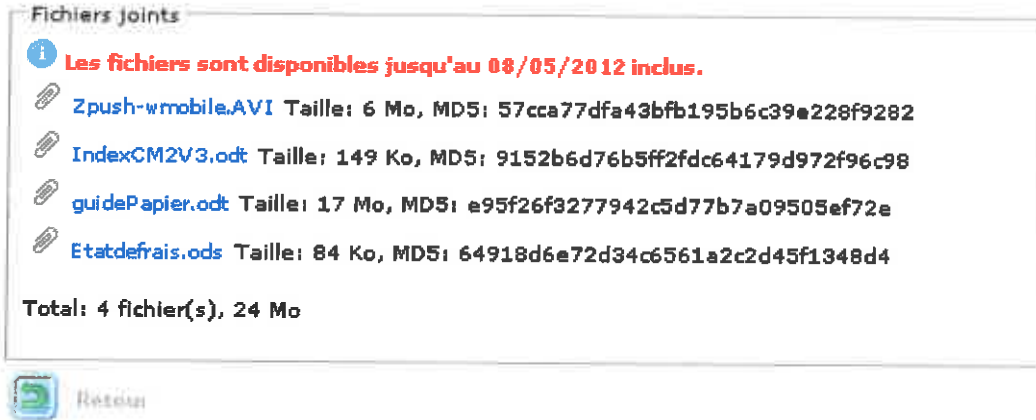 Fichiers joints
Les fichiers sont disponibles jusqu'au 08/05/2012 inclus.
Zpush-wmobile.AVI Taille: 6 Mo, MD5: 57cca77dfa43bfb195b6c39e228f9282
IndexCM2V3.odt Taille: 149 Ko, MD5: 9152b6d76b5ff2fdc64179d972f96c98
guidePapier.odt Taille: 17 Mo, MD5: e95f26f3277942c5d77b7a09505ef72e
Etatdefrais.ods Taille: 84 Ko, MD5: 64918d6e72d34c6561a2c2d45f1348d4
Total: 4 fichier(s), 24 Mo
Retour